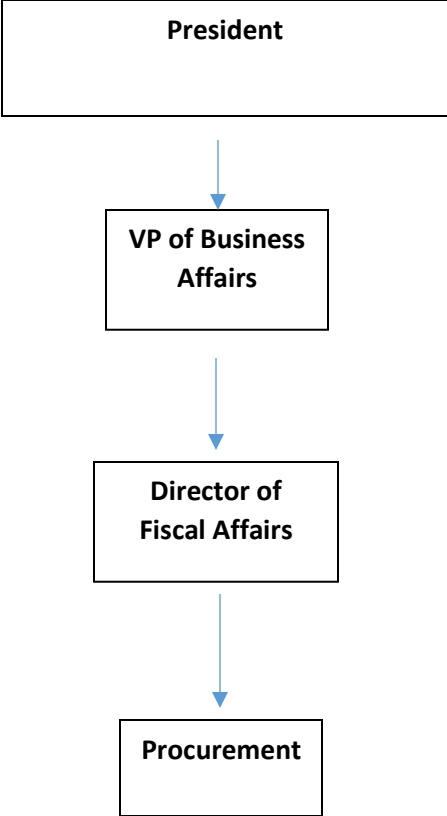 President
VP of Business
Affairs
Director of
Fiscal Affairs
Procurement